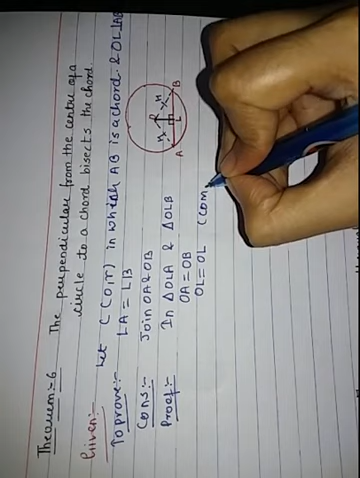 Theorem:- 6 The perpendicular from the centre of a
circle to a chord bisects the chord.
Given:- Let C(O,r) in which AB is a chord & OL⊥AB
To prove:- LA = LB
Cons:- Join OA & OB
Proof:- In ΔOLA & ΔOLB
OA = OB
OL = OL (COM
A
B
L
r